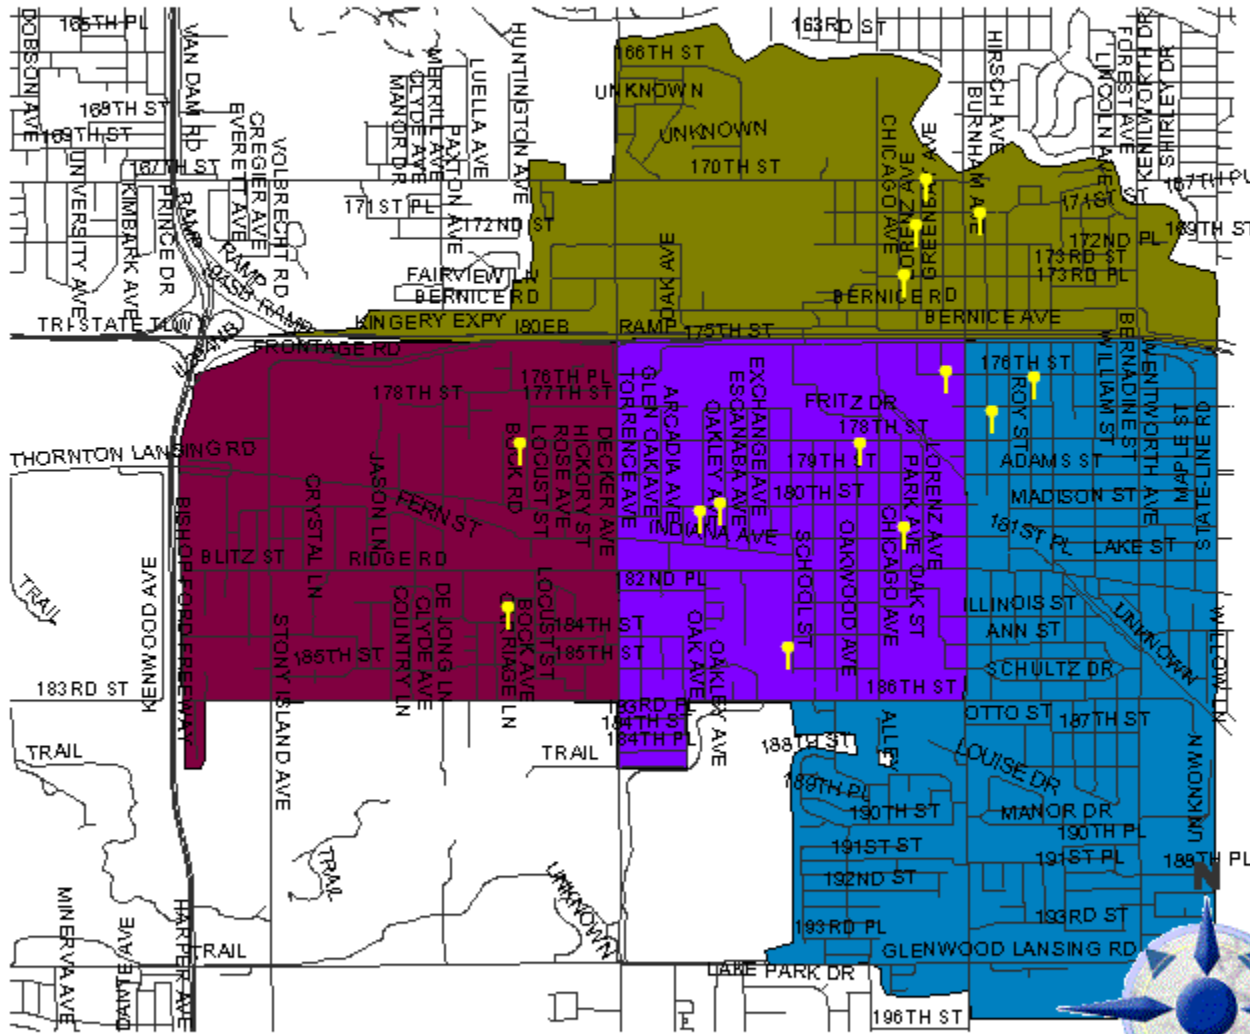 DOBSON AVE
165TH PL
VAN DAM RD
168TH ST
169TH ST
167TH ST
UNIVERSITY AVE
KIMBARK AVE
PRINCE DR
EVERETT AVE
CREGIER AVE
VOLBRECHT RD
RAMP
RAMP
RAMP
MANOR DR
CLYDE AVE
MERRILL AVE
PAXTON AVE
LUELLA AVE
HUNTINGTON AVE
171ST PL
172ND ST
FAIRVIEW LN
BERNICE RD
166TH ST
UNKNOWN
UNKNOWN
170TH ST
163RD ST
CHICAGO AVE
LORENZ AVE
GREENBAY AVE
BURNHAM AVE
HIRSCH AVE
LINCOLN AVE
FOREST AVE
KENILWORTH DR
SHIRLEY DR
167TH PL
171ST ST
169TH ST
172ND PL
173RD ST
173RD PL
OAK AVE
BERNICE RD
BERNICE AVE
TRI-STATE TLWY
KINGERY EXPY
I80EB
RAMP
175TH ST
FRONTAGE RD
178TH ST
176TH PL
177TH ST
THORNTON LANSING RD
BOCK RD
LOCUST ST
ROSE AVE
HICKORY ST
DECKER AVE
TORRENCE AVE
GLEN OAK AVE
ARCADIA AVE
OAKLEY AVE
ESCANABA AVE
EXCHANGE AVE
FRITZ DR
178TH ST
179TH ST
180TH ST
PARK AVE
LORENZ AVE
176TH ST
ROY ST
WILLIAM ST
BERNADINE ST
WENTWORTH AVE
MAPLE ST
STATE-LINE RD
ADAMS ST
MADISON ST
181ST PL
LAKE ST
CRYSTAL LN
JASON LN
FERN ST
INDIANA AVE
BLITZ ST
RIDGE RD
BISHOP FORD FREEWAY
KENWOOD AVE
TRAIL
182ND PL
SCHOOL ST
OAKWOOD AVE
CHICAGO AVE
OAK ST
ILLINOIS ST
ANN ST
SCHULTZ DR
UNKNOWN
WILLOW LN
STONY ISLAND AVE
185TH ST
COUNTRY LN
CLYDE AVE
DE JONG LN
CARRIAGE LN
BOCK AVE
LOCUST ST
184TH ST
185TH ST
OAK AVE
OAKLEY AVE
186TH ST
183RD ST
183RD PL
184TH ST
184TH PL
TRAIL
TRAIL
188TH ST
ALLEY
OTTO ST
187TH ST
LOUISE DR
189TH PL
190TH ST
MANOR DR
190TH PL
UNKNOWN
191ST ST
191ST PL
188TH PL
192ND ST
193RD PL
193RD ST
N
TRAIL
UNKNOWN
MINERVA AVE
DANTE AVE
HARPER AVE
TRAIL
LAKE PARK DR
GLENWOOD LANSING RD
196TH ST